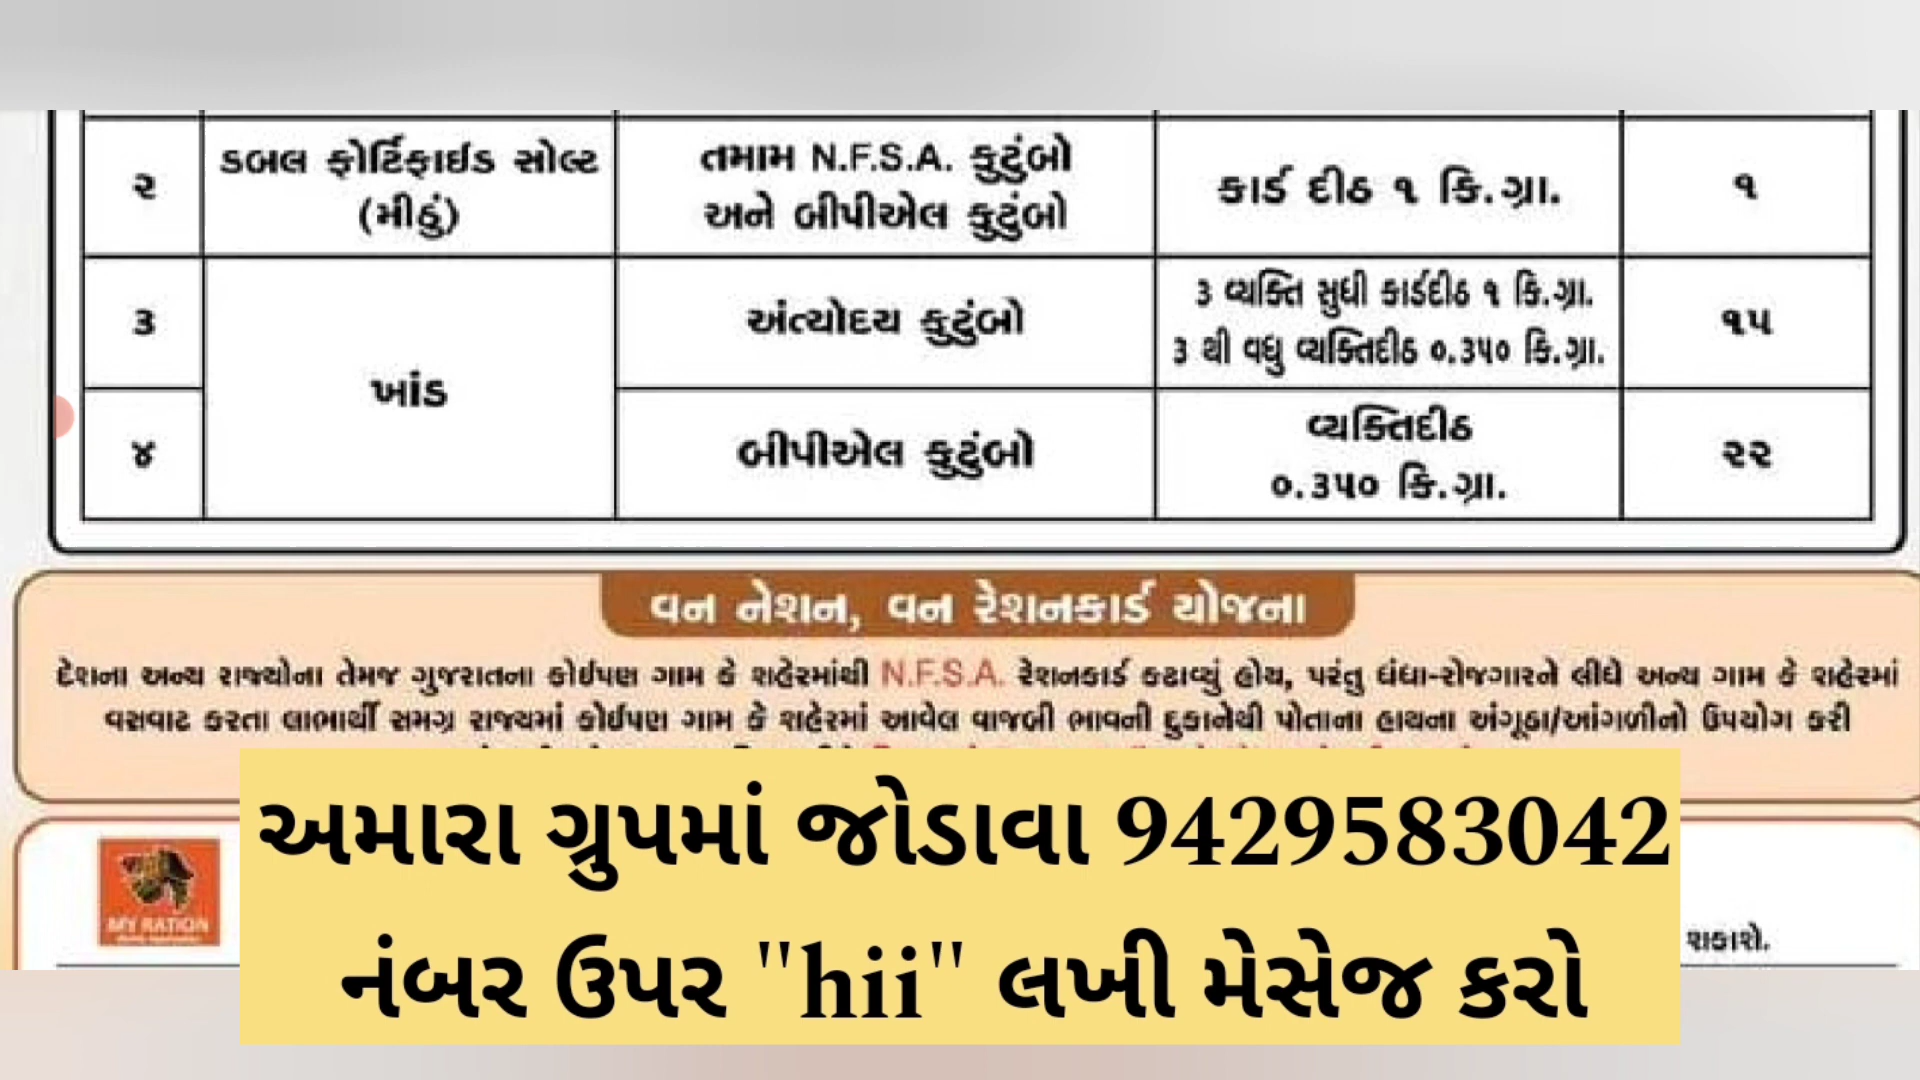 ૨
ડબલ ફોર્ટિફાઈડ સોલ્ટ
(મીઠું)
તમામ N.F.S.A. કુટુંબો
અને બીપીએલ કુટુંબો
કાર્ડ દીઠ ૧ કિ.ગ્રા.
૧
૩
ખાંડ
અંત્યોદય કુટુંબો
૩ વ્યક્તિ સુધી કાર્ડદીઠ ૧ કિ.ગ્રા.
૩ થી વધુ વ્યક્તિદીઠ ૦.૩૫૦ કિ.ગ્રા.
૧૫
૪
બીપીએલ કુટુંબો
વ્યક્તિદીઠ
૦.૩૫૦ કિ.ગ્રા.
૨૨
વન નેશન, વન રેશનકાર્ડ યોજના
દેશના અન્ય રાજ્યોના તેમજ ગુજરાતના કોઈપણ ગામ કે શહેરમાંથી N.F.S.A. રેશનકાર્ડ કઢાવ્યું હોય, પરંતુ ધંધા-રોજગારને લીધે અન્ય ગામ કે શહેરમાં
વસવાટ કરતા લાભાર્થી સમગ્ર રાજ્યમાં કોઈપણ ગામ કે શહેરમાં આવેલ વાજબી ભાવની દુકાનેથી પોતાના હાથના અંગૂઠા/આંગળીનો ઉપયોગ કરી
અમારા ગ્રુપમાં જોડાવા 9429583042
નંબર ઉપર "hii" લખી મેસેજ કરો
MY RATION
શકાશે.